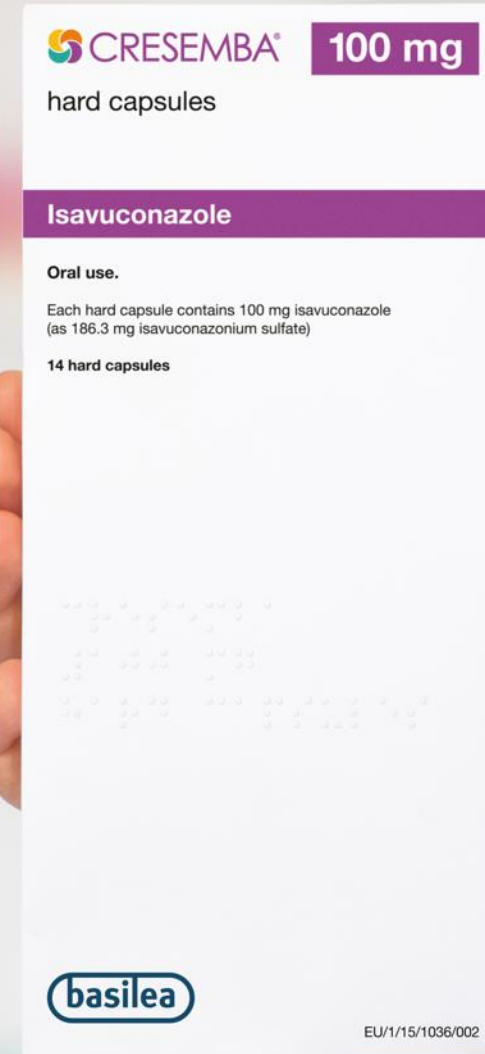 CRESEMBA® 100 mg
hard capsules
Isavuconazole
Oral use.
Each hard capsule contains 100 mg isavuconazole
(as 186.3 mg isavuconazonium sulfate)
14 hard capsules
basilea
EU/1/15/1036/002